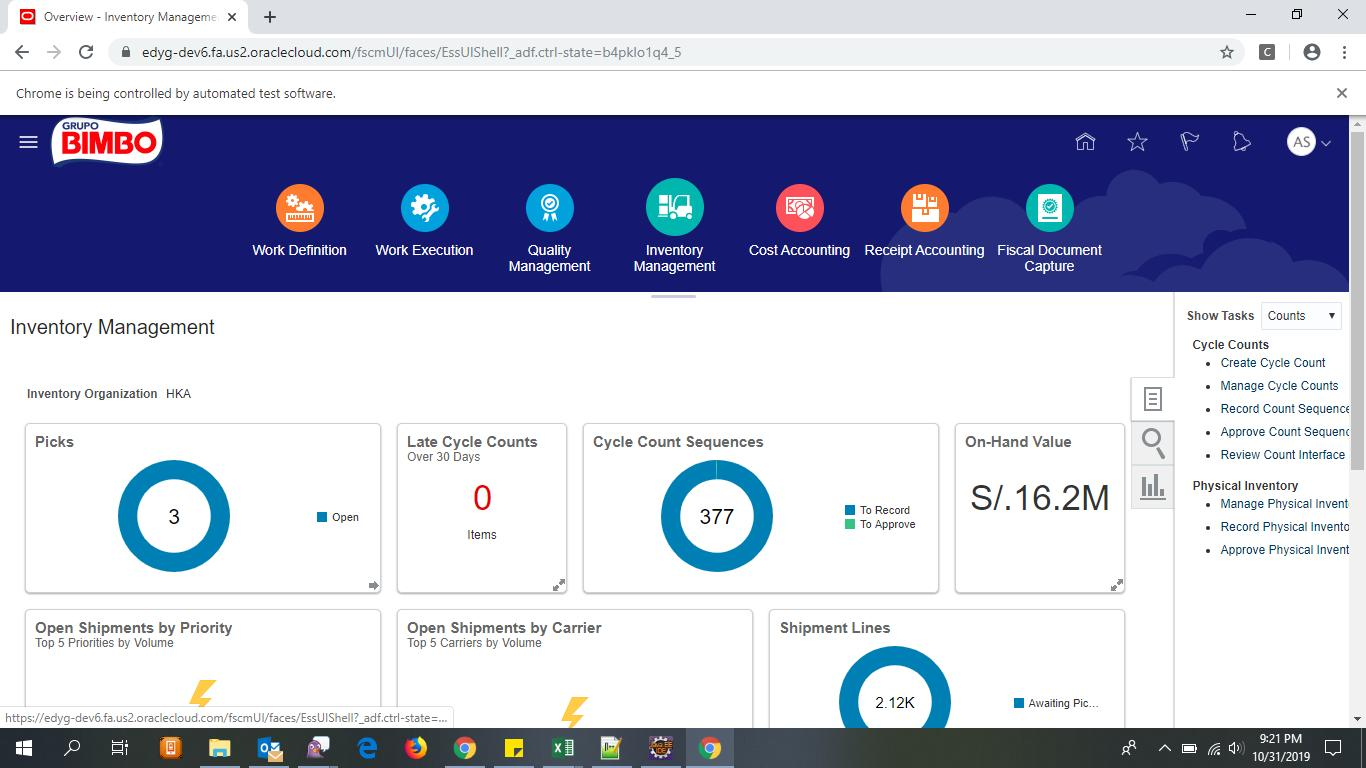 Overview - Inventory Manageme
edyg-dev6.fa.us2.oraclecloud.com/fscmUI/faces/EssUIShell?_adf.ctrl-state=b4pklo1q4_5
C
Chrome is being controlled by automated test software.
GRUPO
BIMBO
AS
Work Definition
Work Execution
Quality
Management
Inventory
Management
Cost Accounting
Receipt Accounting
Fiscal Document
Capture
Inventory Management
Show Tasks Counts
Cycle Counts
Create Cycle Count
Manage Cycle Counts
Record Count Sequence
Approve Count Sequenc
Review Count Interface
Physical Inventory
Manage Physical Invent
Record Physical Invento
Approve Physical Invent
Inventory Organization HKA
Picks
3
Open
Late Cycle Counts
Over 30 Days
0
Items
Cycle Count Sequences
377
To Record
To Approve
On-Hand Value
S/.16.2M
Open Shipments by Priority
Top 5 Priorities by Volume
Open Shipments by Carrier
Top 5 Carriers by Volume
Shipment Lines
2.12K
Awaiting Pic...
https://edyg-dev6.fa.us2.oraclecloud.com/fscmUI/faces/EssUIShell?_adf.ctrl-state=...
9:21 PM
10/31/2019